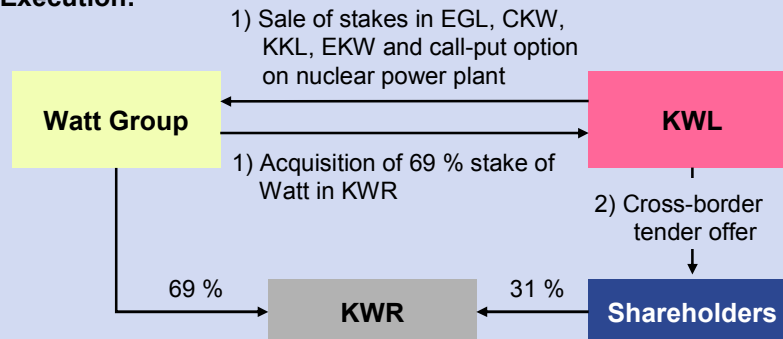 Execution:
1) Sale of stakes in EGL, CKW,
KKL, EKW and call-put option
on nuclear power plant
Watt Group
KWL
1) Acquisition of 69 % stake of
Watt in KWR
2) Cross-border
tender offer
69 %
KWR
31 %
Shareholders